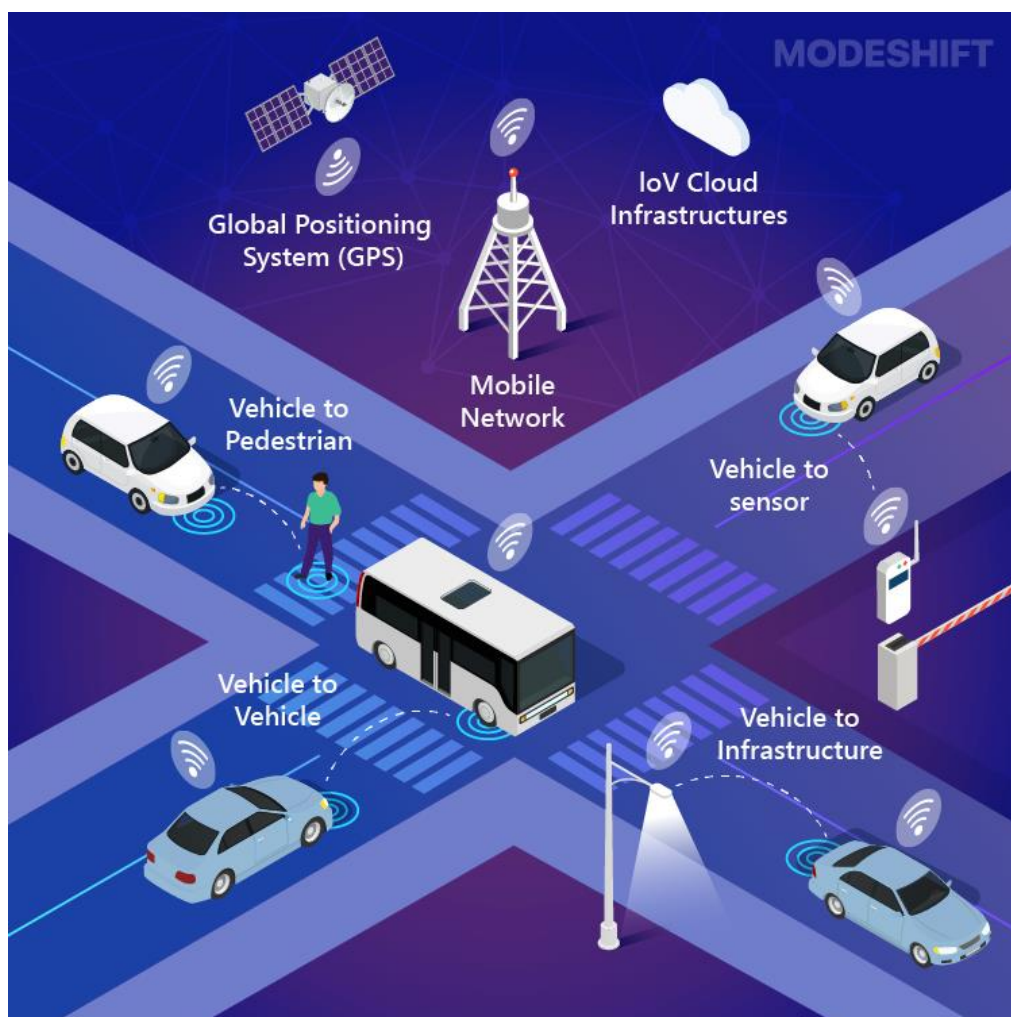 MODESHIFT
Global Positioning
System (GPS)
IoV Cloud
Infrastructures
Mobile
Network
Vehicle to
Pedestrian
Vehicle to
sensor
Vehicle to
Vehicle
Vehicle to
Infrastructure